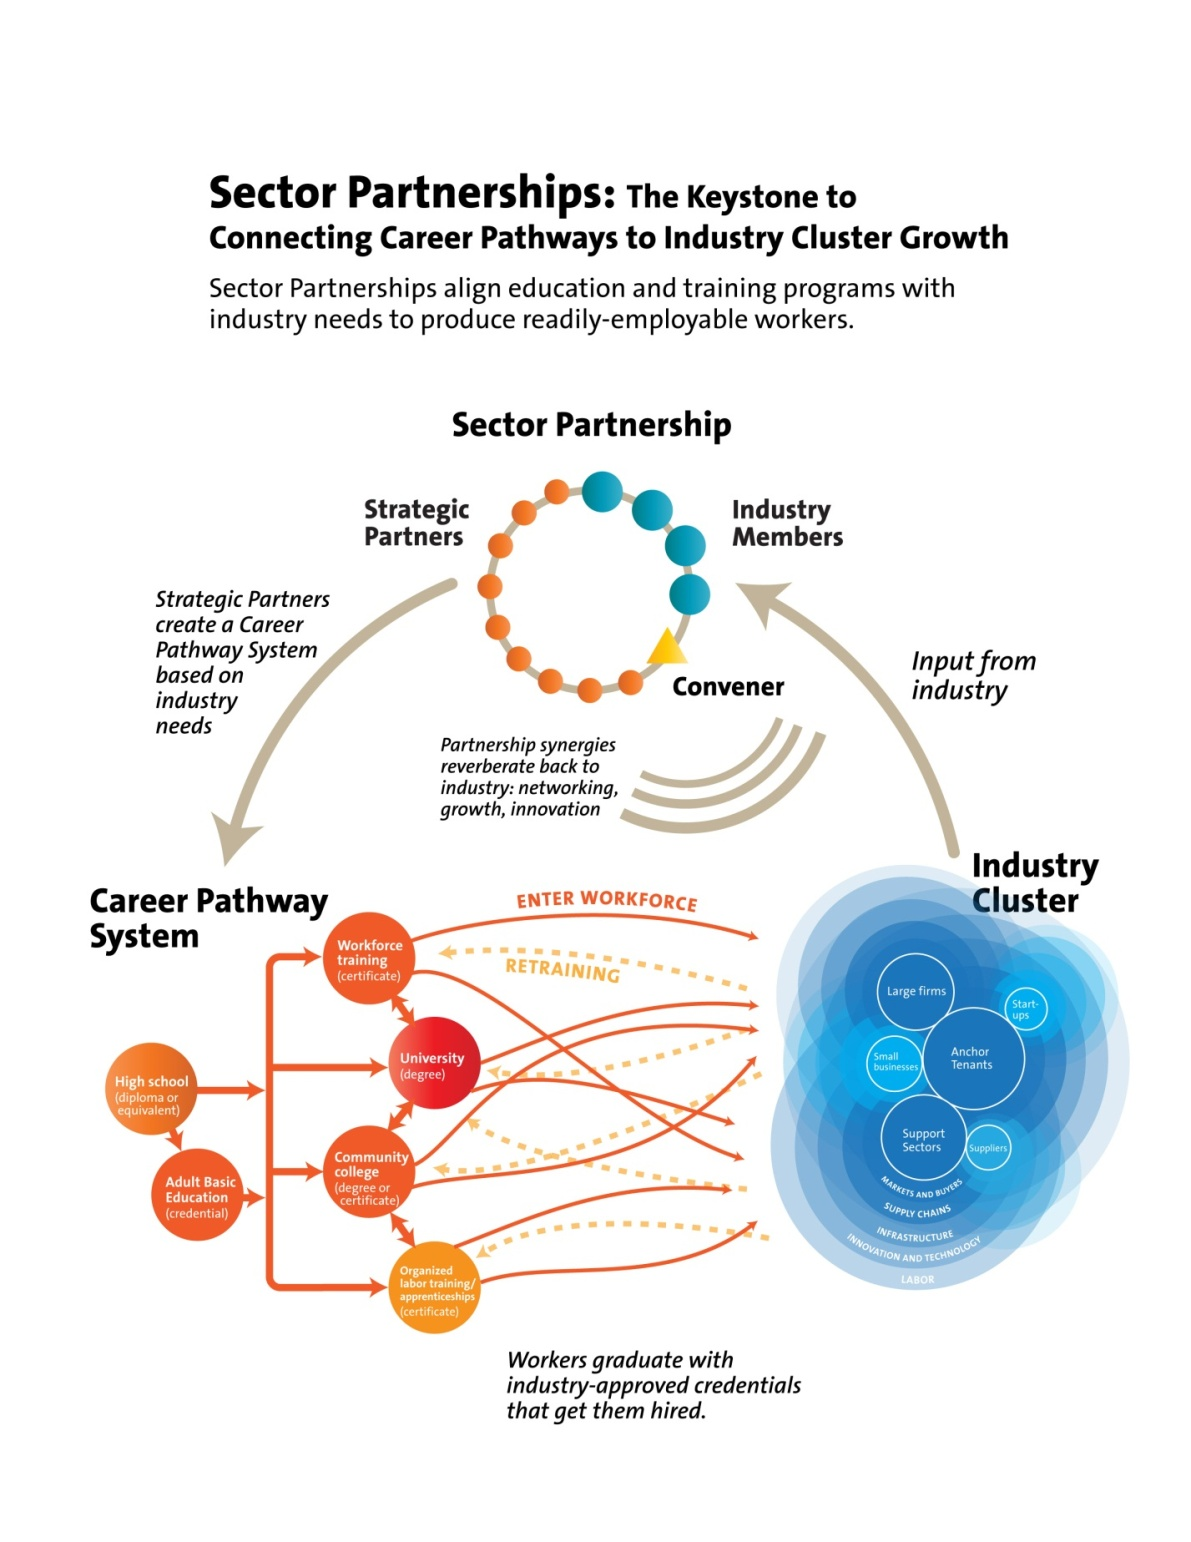 Sector Partnerships: The Keystone to
Connecting Career Pathways to Industry Cluster Growth
Sector Partnerships align education and training programs with
industry needs to produce readily-employable workers.
Sector Partnership
Strategic
Partners
Industry
Members
Strategic Partners
create a Career
Pathway System
based on
industry
needs
Input from
industry
Convener
Partnership synergies
reverberate back to
industry: networking,
growth, innovation
Career Pathway
System
Industry
Cluster
ENTER WORKFORCE
RETRAINING
Workforce
training
(certificate)
University
(degree)
High school
(diploma or
equivalent)
Community
college
(degree or
certificate)
Adult Basic
Education
(credential)
Organized
labor training/
apprenticeships
(certificate)
Large firms
Start-
ups
Small
businesses
Anchor
Tenants
Support
Sectors
Suppliers
MARKETS AND BUYERS
SUPPLY CHAINS
INFRASTRUCTURE
INNOVATION AND TECHNOLOGY
LABOR
Workers graduate with
industry-approved credentials
that get them hired.